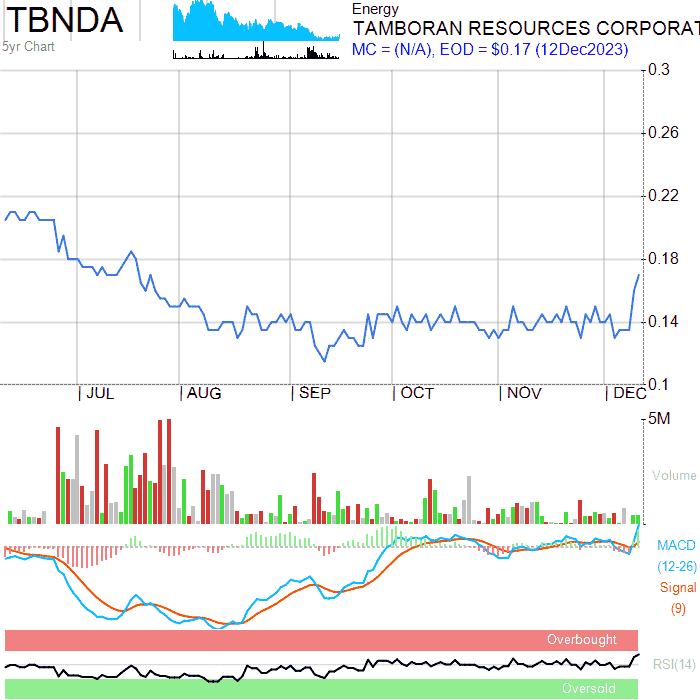 TBNDA
5yr Chart
Energy
TAMBORAN RESOURCES CORPORAT
MC = (N/A), EOD = $0.17 (12Dec2023)
0.3
0.26
0.22
0.18
0.14
0.1
JUL AUG SEP OCT NOV DEC
5M
Volume
MACD
(12-26)
Signal
(9)
Overbought
RSI(14)
Oversold